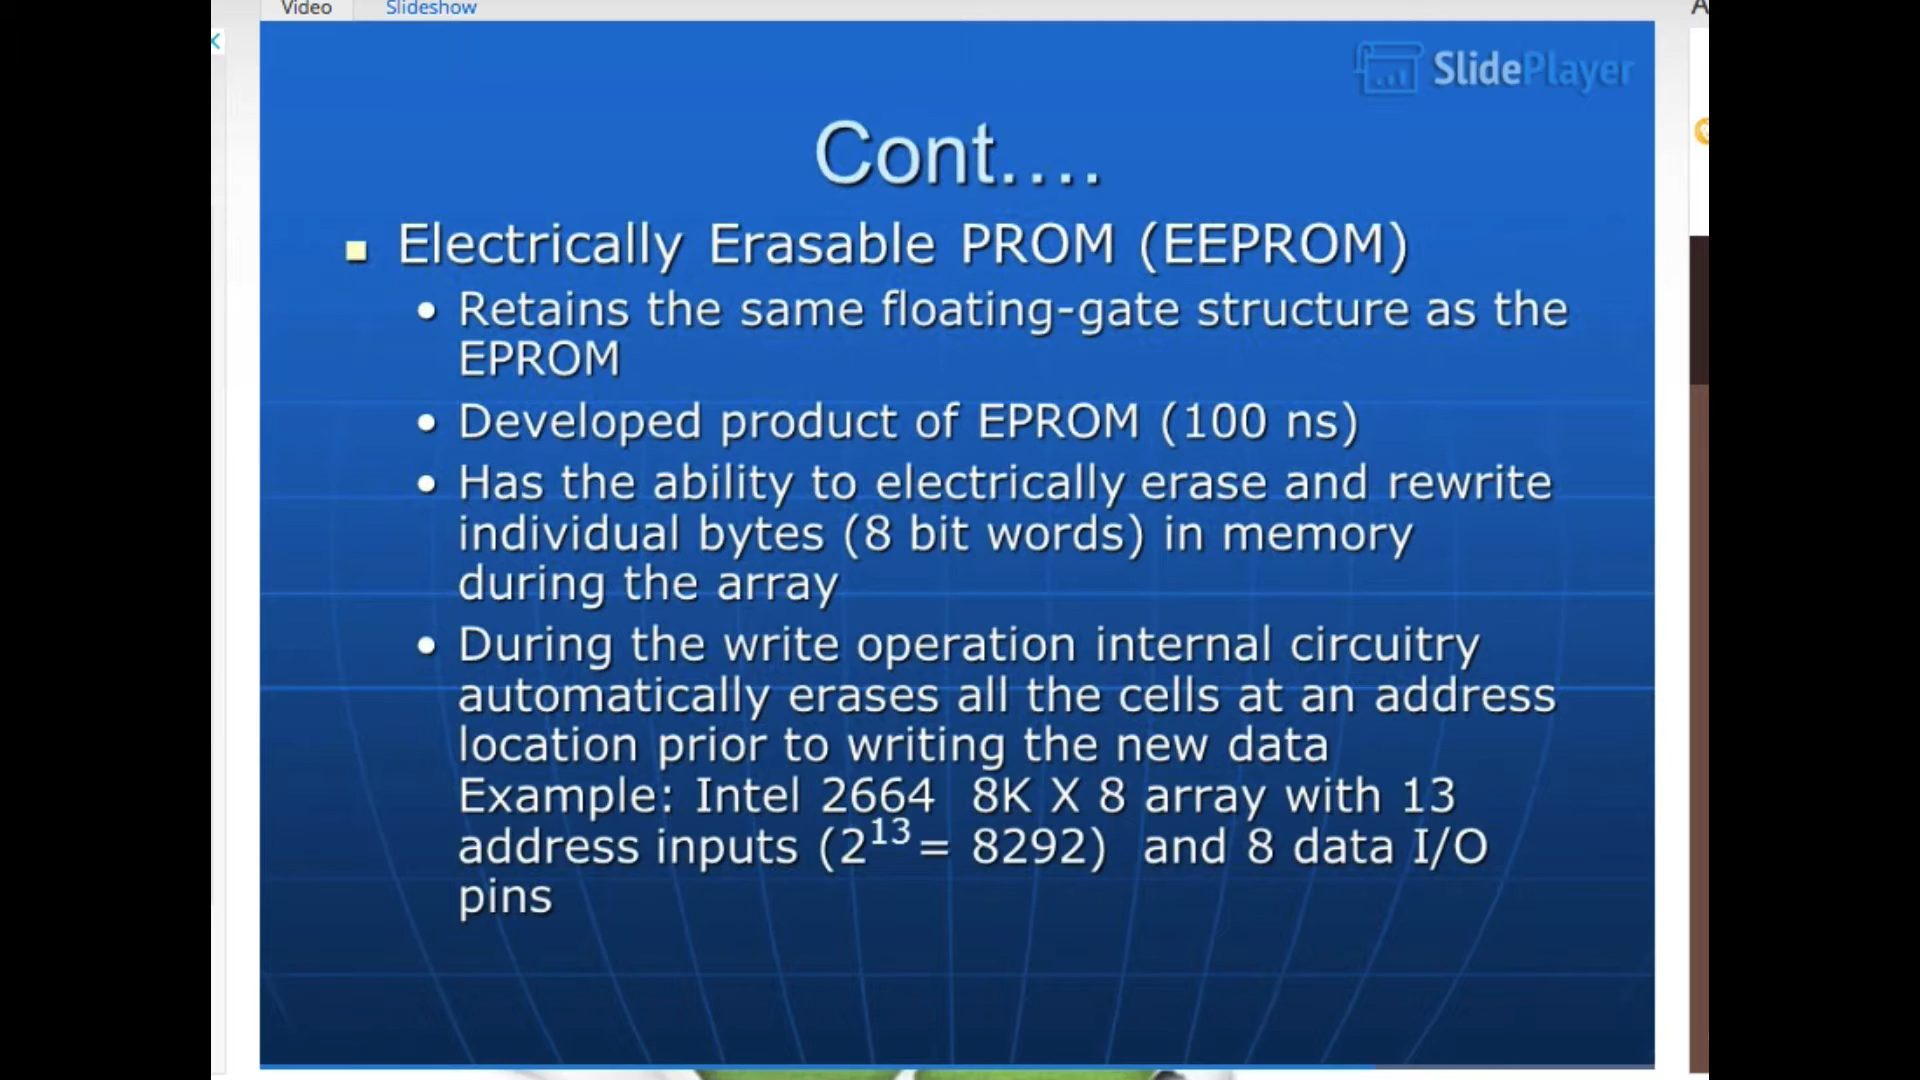 Video Slideshow
SlidePlayer
Cont....
Electrically Erasable PROM (EEPROM)
Retains the same floating-gate structure as the
EPROM
Developed product of EPROM (100 ns)
Has the ability to electrically erase and rewrite
individual bytes (8 bit words) in memory
during the array
During the write operation internal circuitry
automatically erases all the cells at an address
location prior to writing the new data
Example: Intel 2664 8K X 8 array with 13
address inputs (2¹³= 8292) and 8 data I/O
pins